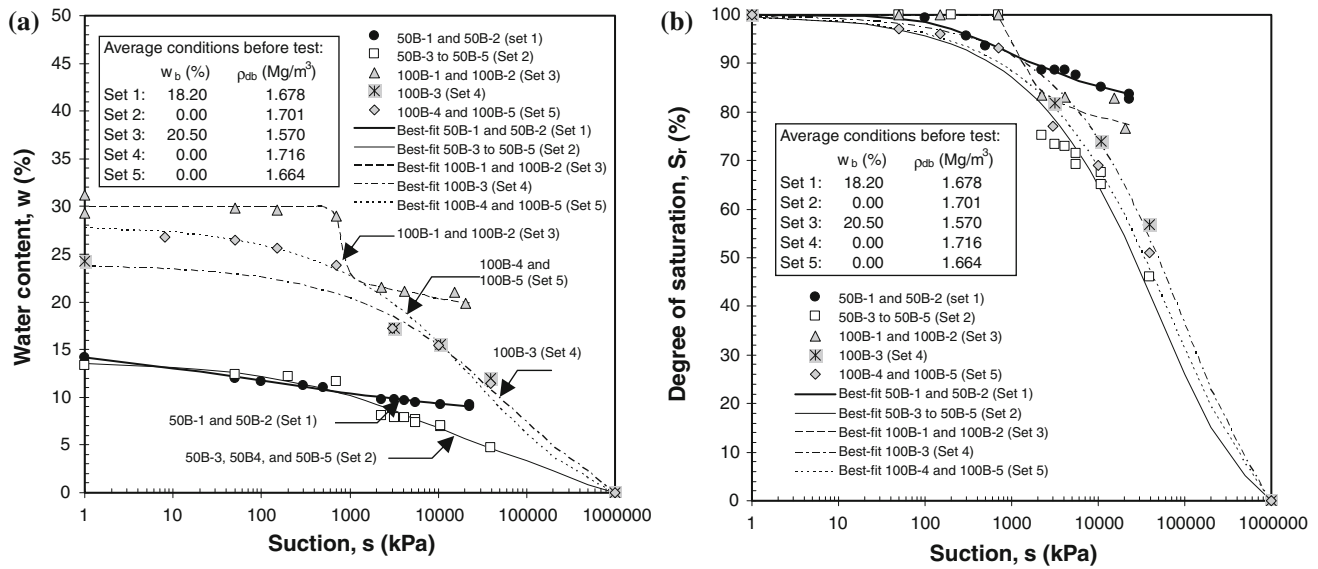 (a)
50
45
40
35
30
25
20
15
10
5
0
Water content, w (%)
Average conditions before test:
w b (%) ρdb (Mg/m³)
Set 1: 18.20 1.678
Set 2: 0.00 1.701
Set 3: 20.50 1.570
Set 4: 0.00 1.716
Set 5: 0.00 1.664
50B-1 and 50B-2 (set 1)
50B-3 to 50B-5 (Set 2)
100B-1 and 100B-2 (Set 3)
100B-3 (Set 4)
100B-4 and 100B-5 (Set 5)
Best-fit 50B-1 and 50B-2 (Set 1)
Best-fit 50B-3 to 50B-5 (Set 2)
Best-fit 100B-1 and 100B-2 (Set 3)
Best-fit 100B-3 (Set 4)
Best-fit 100B-4 and 100B-5 (Set 5)
100B-1 and 100B-2 (Set 3)
100B-4 and
100B-5 (Set 5)
100B-3 (Set 4)
50B-1 and 50B-2 (Set 1)
50B-3, 50B4, and 50B-5 (Set 2)
1 10 100 1000 10000 100000 1000000
Suction, s (kPa)
(b)
100
90
80
70
60
50
40
30
20
10
0
Degree of saturation, Sr (%)
Average conditions before test:
w b (%) ρdb (Mg/m³)
Set 1: 18.20 1.678
Set 2: 0.00 1.701
Set 3: 20.50 1.570
Set 4: 0.00 1.716
Set 5: 0.00 1.664
50B-1 and 50B-2 (set 1)
50B-3 to 50B-5 (Set 2)
100B-1 and 100B-2 (Set 3)
100B-3 (Set 4)
100B-4 and 100B-5 (Set 5)
Best-fit 50B-1 and 50B-2 (Set 1)
Best-fit 50B-3 to 50B-5 (Set 2)
Best-fit 100B-1 and 100B-2 (Set 3)
Best-fit 100B-3 (Set 4)
Best-fit 100B-4 and 100B-5 (Set 5)
1 10 100 1000 10000 100000 1000000
Suction, s (kPa)